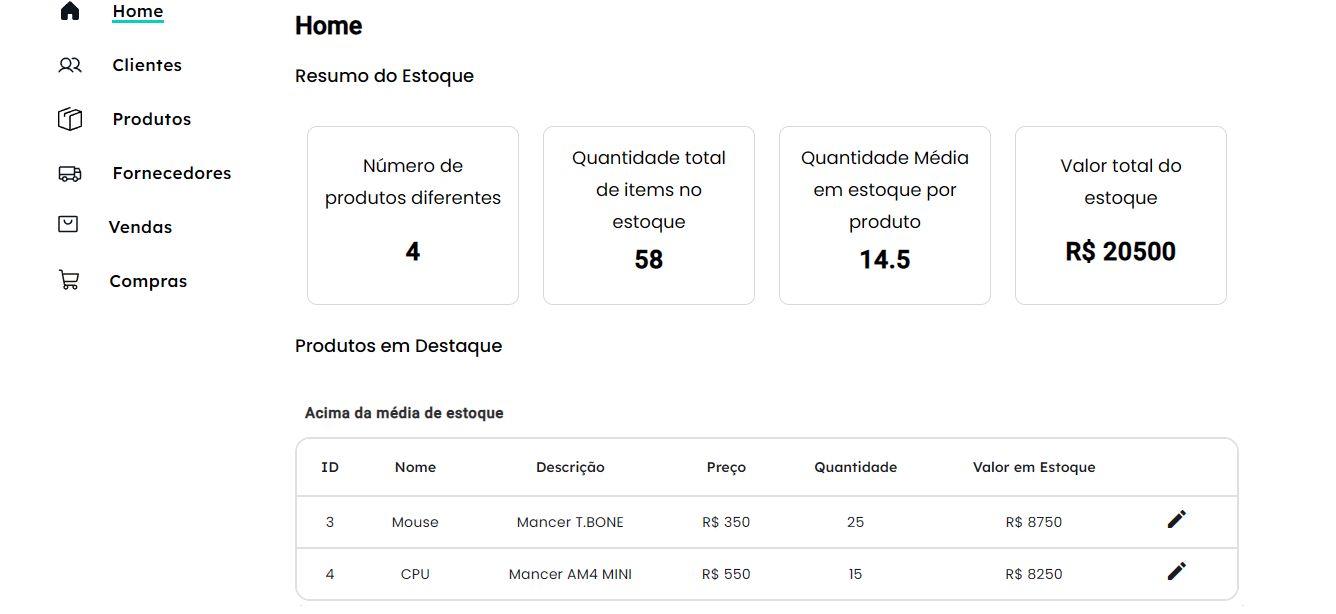 Home
Clientes
Produtos
Fornecedores
Vendas
Compras
Home
Resumo do Estoque
Número de
produtos diferentes
4
Quantidade total
de items no
estoque
58
Quantidade Média
em estoque por
produto
14.5
Valor total do
estoque
R$ 20500
Produtos em Destaque
Acima da média de estoque
ID Nome Descrição Preço Quantidade Valor em Estoque
3 Mouse Mancer T.BONE R$ 350 25 R$ 8750
4 CPU Mancer AM4 MINI R$ 550 15 R$ 8250